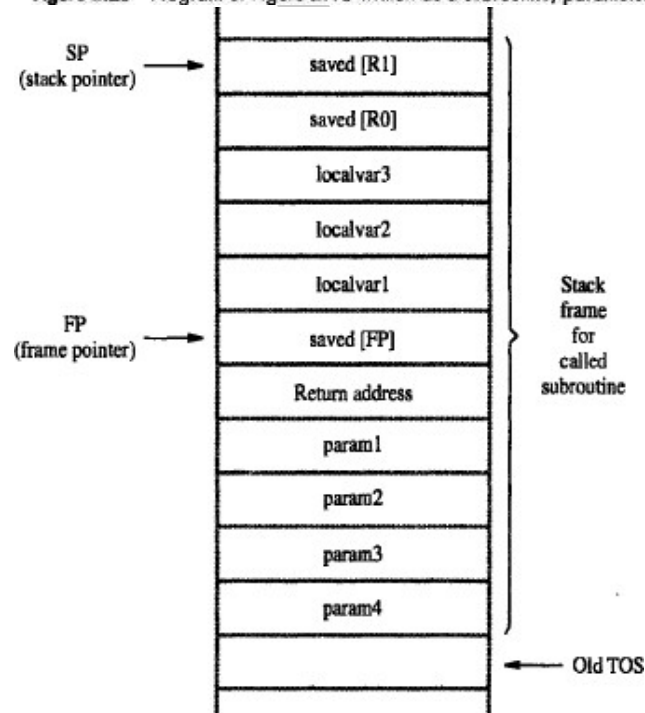 SP
(stack pointer)
saved [R1]
saved [R0]
localvar3
localvar2
localvar1
FP
(frame pointer)
saved [FP]
Return address
param1
param2
param3
param4
Stack
frame
for
called
subroutine
Old TOS